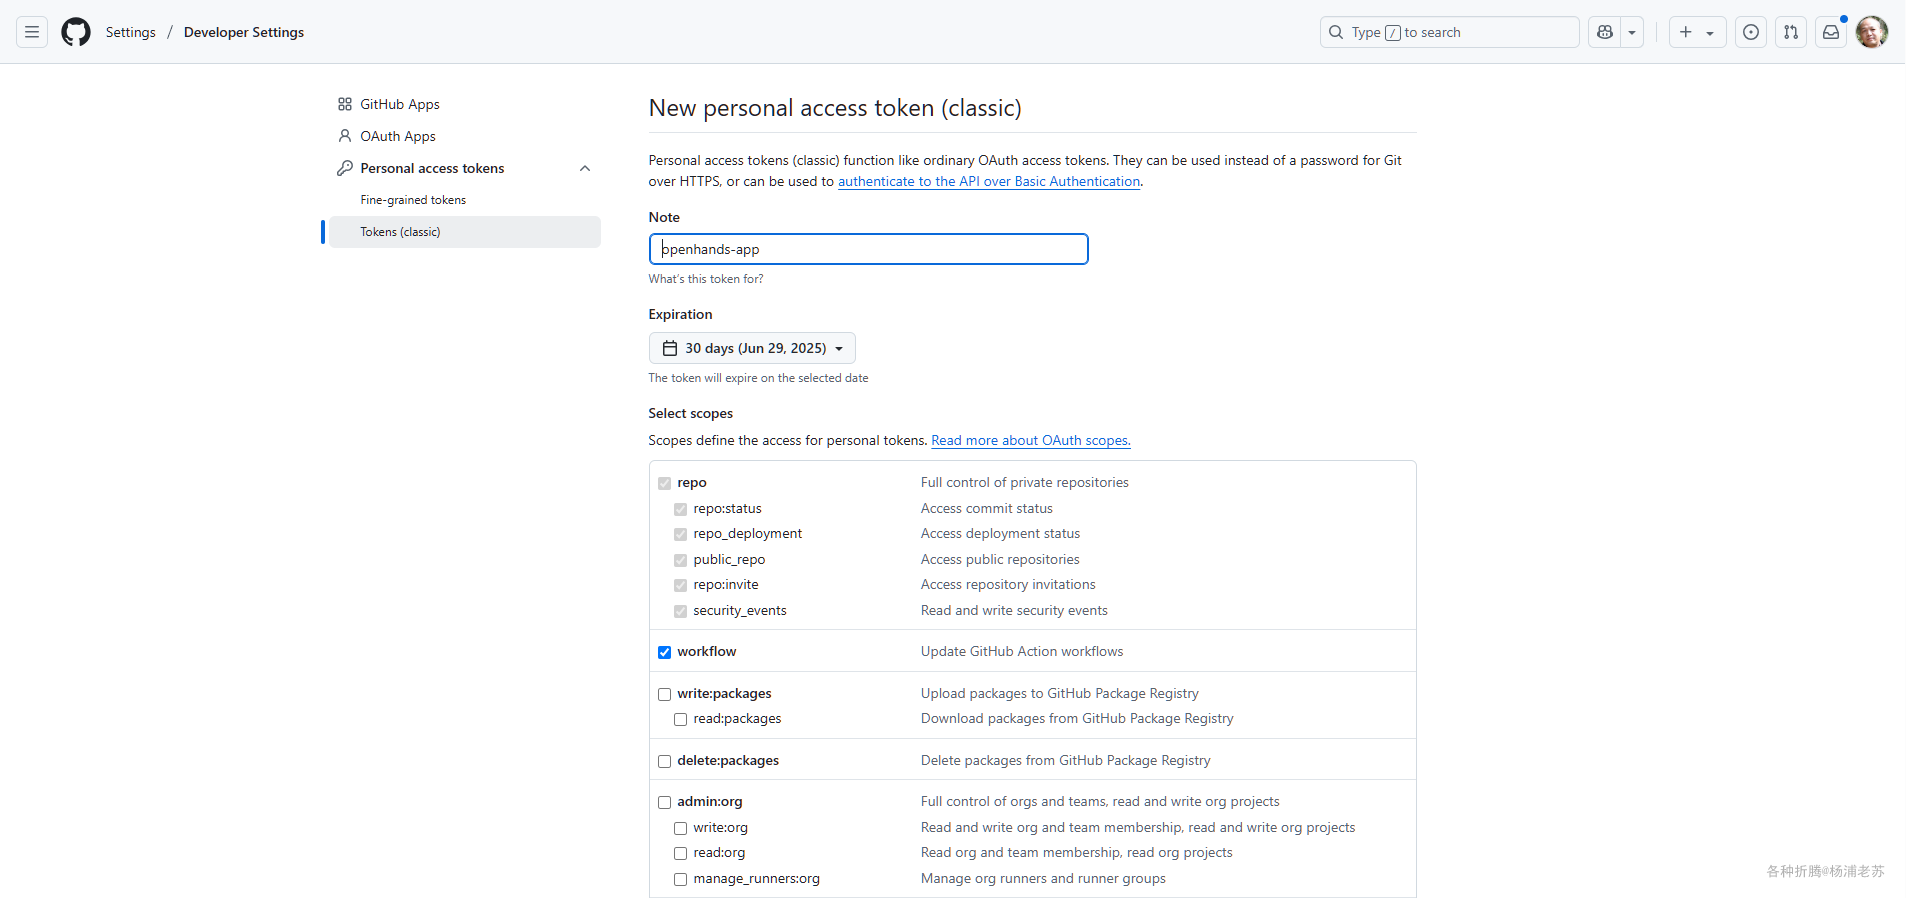 Settings / Developer Settings
Type / to search
GitHub Apps
OAuth Apps
Personal access tokens
Fine-grained tokens
Tokens (classic)
New personal access token (classic)
Personal access tokens (classic) function like ordinary OAuth access tokens. They can be used instead of a password for Git
over HTTPS, or can be used to authenticate to the API over Basic Authentication.
Note
openhands-app
What's this token for?
Expiration
30 days (Jun 29, 2025)
The token will expire on the selected date
Select scopes
Scopes define the access for personal tokens. Read more about OAuth scopes.
repo Full control of private repositories
repo:status Access commit status
repo_deployment Access deployment status
public_repo Access public repositories
repo:invite Access repository invitations
security_events Read and write security events
workflow Update GitHub Action workflows
write:packages Upload packages to GitHub Package Registry
read:packages Download packages from GitHub Package Registry
delete:packages Delete packages from GitHub Package Registry
admin:org Full control of orgs and teams, read and write org projects
write:org Read and write org and team membership, read and write org projects
read:org Read org and team membership, read org projects
manage_runners:org Manage org runners and runner groups
各种折腾@杨浦老苏